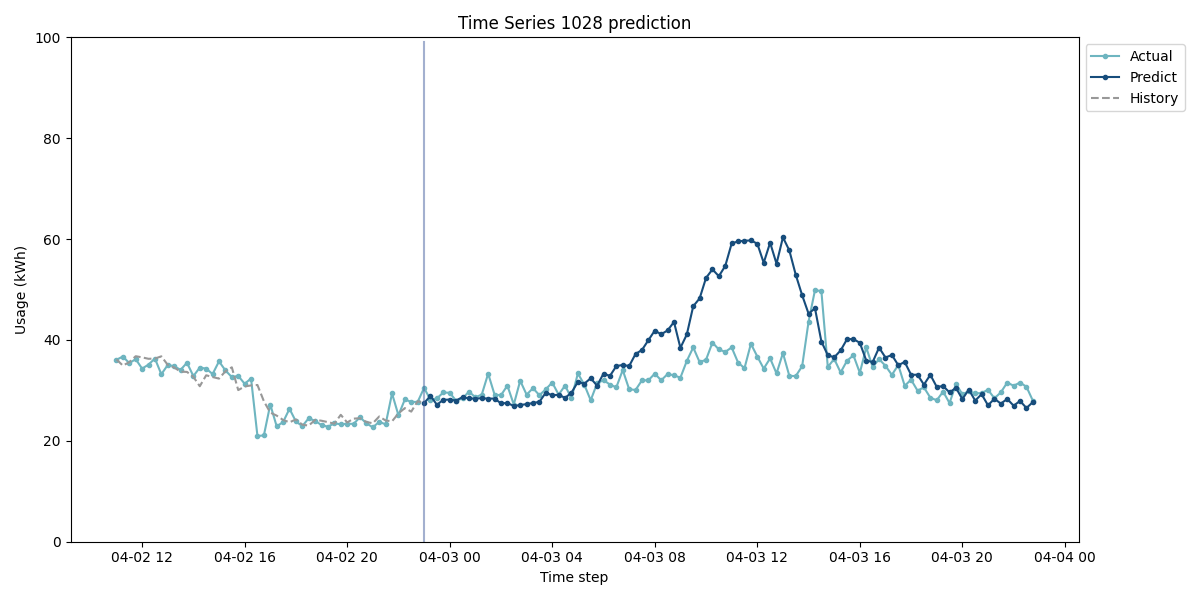 Time Series 1028 prediction
100
80
60
40
20
0
Usage (kWh)
04-02 12
04-02 16
04-02 20
04-03 00
04-03 04
04-03 08
04-03 12
04-03 16
04-03 20
04-04 00
Time step
Actual
Predict
History